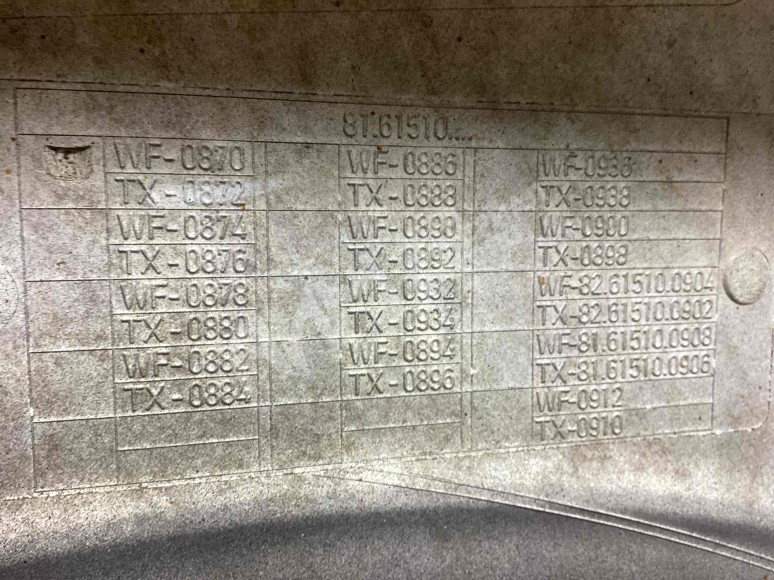 81.61510....
WF-0870 WF-0886 WF-0936
TX-0872 TX-0888 TX-0938
WF-0874 WF-0890 WF-0900
TX-0876 TX-0892 TX-0898
WF-0878 WF-0932 WF-82.61510.0904
TX-0880 TX-0934 TX-82.61510.0902
WF-0882 WF-0894 WF-81.61510.0908
TX-0884 TX-0896 TX-81.61510.0906
WF-0912
TX-0910